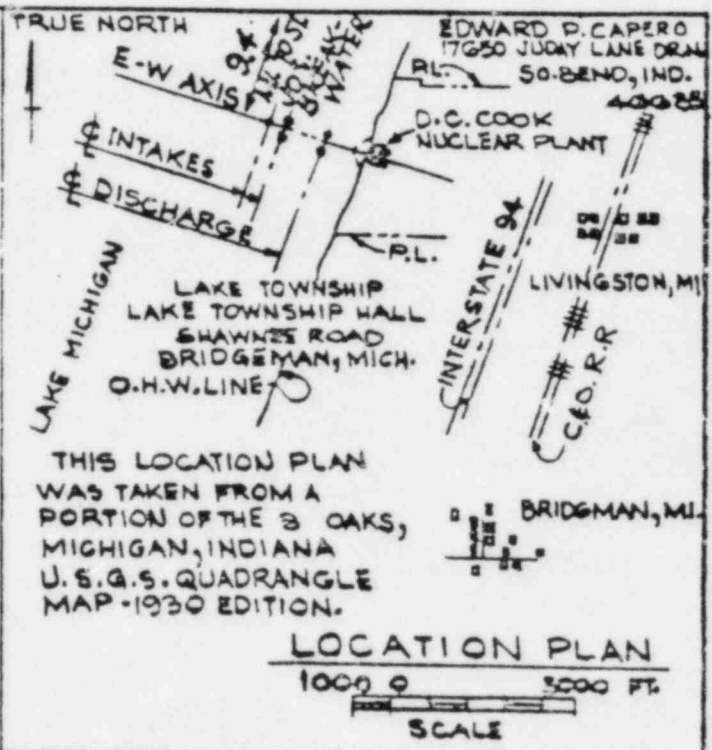 TRUE NORTH
EDWARD P. CAPERO
17650 JUDAY LANE
SO. BEND, IND.
E-W AXIS
94
WATER
P.L.
D.C. COOK
NUCLEAR PLANT
℄ INTAKES
℄ DISCHARGE
P.L.
LAKE MICHIGAN
LAKE TOWNSHIP
LAKE TOWNSHIP HALL
SHAWNEE ROAD
BRIDGEMAN, MICH.
O.H.W. LINE
INTERSTATE 94
LIVINGSTON, MI
C&O. R.R
THIS LOCATION PLAN
WAS TAKEN FROM A
PORTION OF THE 3 OAKS,
MICHIGAN, INDIANA
U.S.G.S. QUADRANGLE
MAP-1930 EDITION.
BRIDGMAN, MI.
LOCATION PLAN
1000 0 3000 FT.
SCALE